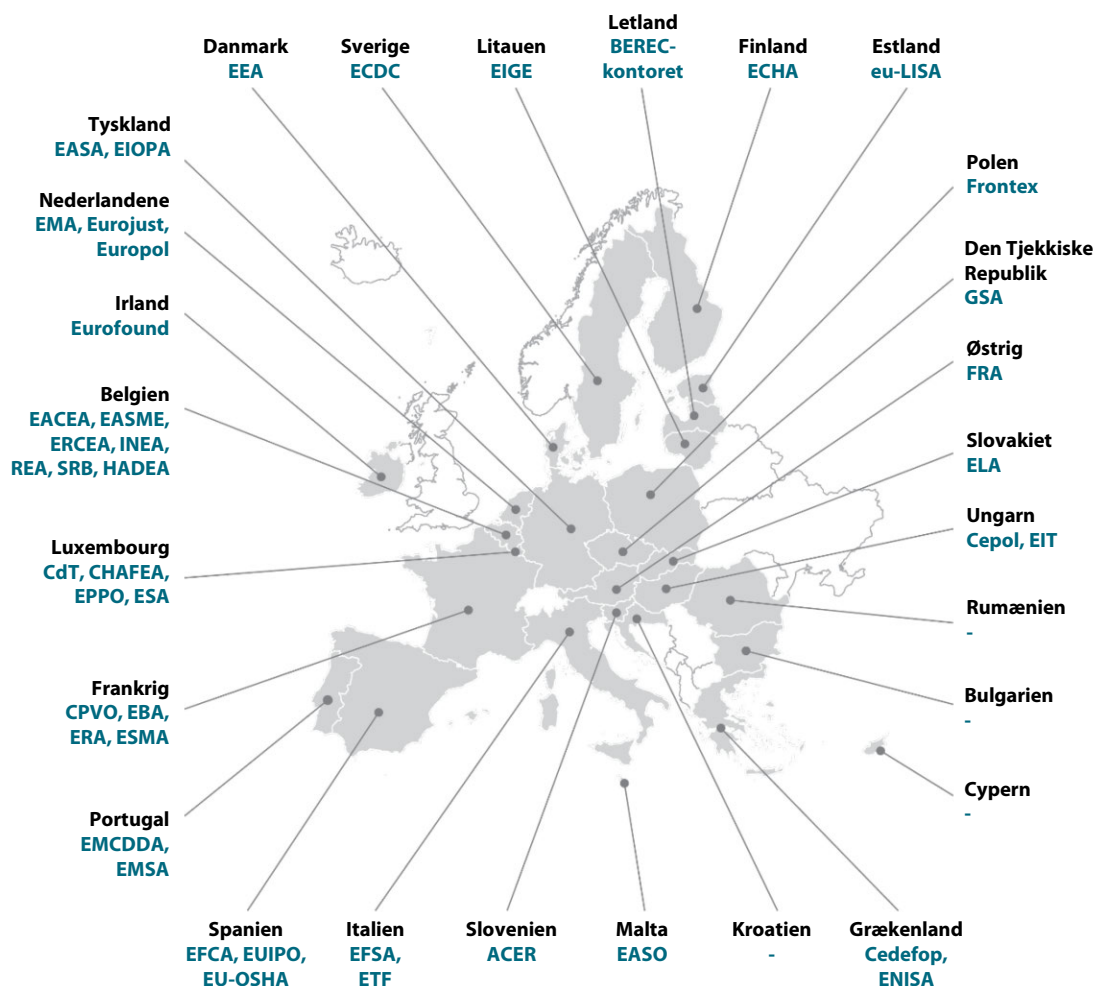 Danmark
EEA
Sverige
ECDC
Litauen
EIGE
Letland
BEREC-
kontoret
Finland
ECHA
Estland
eu-LISA
Tyskland
EASA, EIOPA
Nederlandene
EMA, Eurojust,
Europol
Irland
Eurofound
Belgien
EACEA, EASME,
ERCEA, INEA,
REA, SRB, HADEA
Luxembourg
CdT, CHAFEA,
EPPO, ESA
Frankrig
CPVO, EBA,
ERA, ESMA
Portugal
EMCDDA,
EMSA
Polen
Frontex
Den Tjekkiske
Republik
GSA
Østrig
FRA
Slovakiet
ELA
Ungarn
Cepol, EIT
Rumænien
-
Bulgarien
-
Cypern
-
Spanien
EFCA, EUIPO,
EU-OSHA
Italien
EFSA,
ETF
Slovenien
ACER
Malta
EASO
Kroatien
-
Grækenland
Cedefop,
ENISA